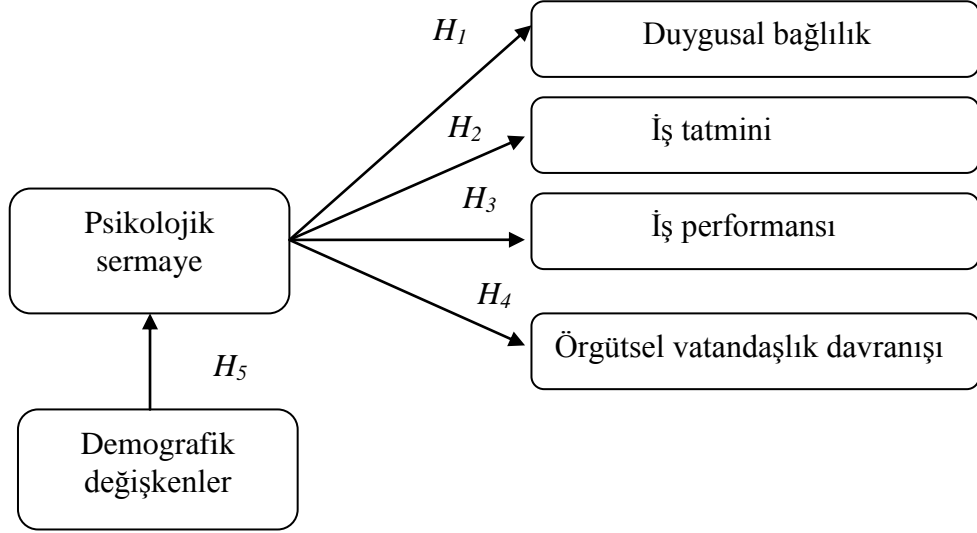 H1
Duygusal bağlılık
H2
İş tatmini
H3
İş performansı
Psikolojik
sermaye
H4
Örgütsel vatandaşlık davranışı
H5
Demografik
değişkenler